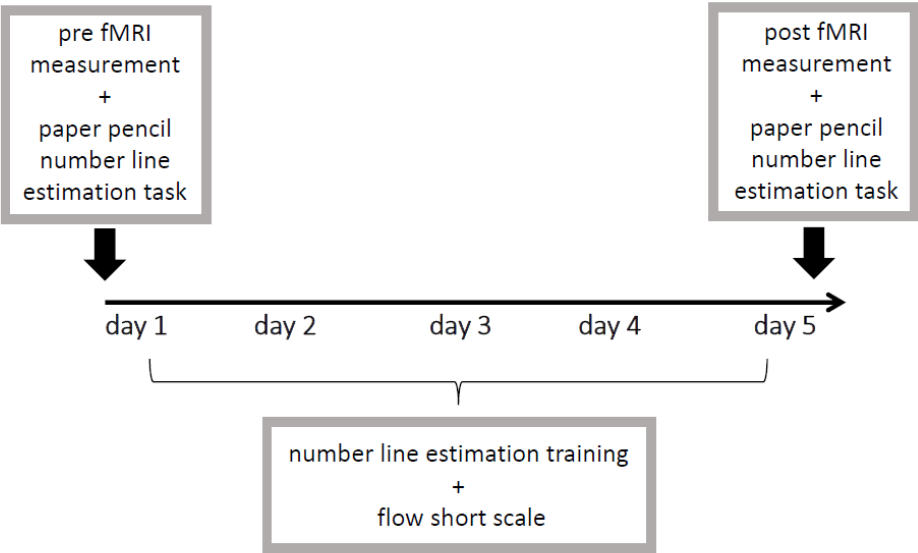 pre fMRI
measurement
+
paper pencil
number line
estimation task
post fMRI
measurement
+
paper pencil
number line
estimation task
day 1 day 2 day 3 day 4 day 5
number line estimation training
+
flow short scale